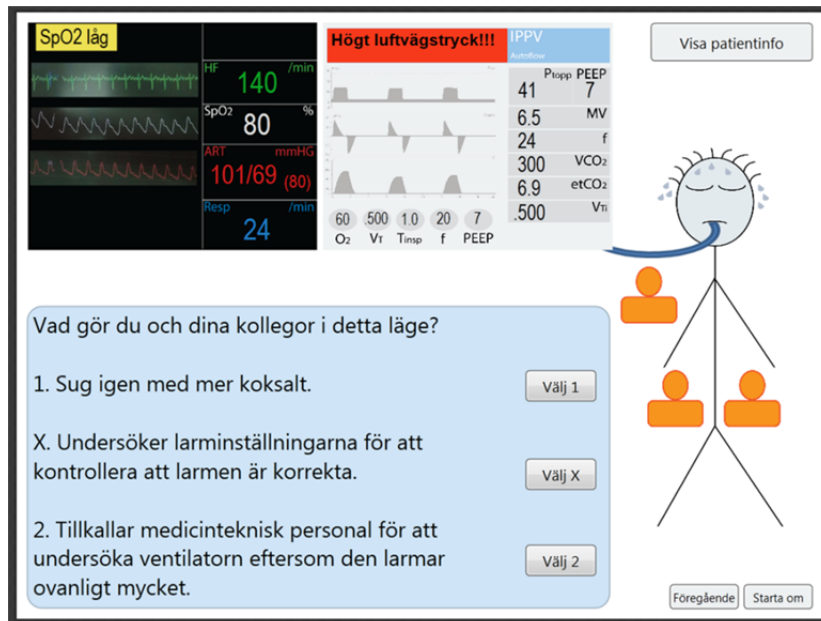 SpO2 låg
HF /min
140
SpO₂ %
80
ART mmHG
101/69 (80)
Resp /min
24
Högt luftvägstryck!!!
IPPV
Autoflow
Ptopp PEEP
41 7
6.5 MV
24 f
300 VCO₂
6.9 etCO₂
.500 VTi
60 .500 1.0 20 7
O₂ VT Tinsp f PEEP
Visa patientinfo
Vad gör du och dina kollegor i detta läge?
1. Sug igen med mer koksalt.
Välj 1
X. Undersöker larminställningarna för att
kontrollera att larmen är korrekta.
Välj X
2. Tillkallar medicinteknisk personal för att
undersöka ventilatorn eftersom den larmar
ovanligt mycket.
Välj 2
Föregående Starta om